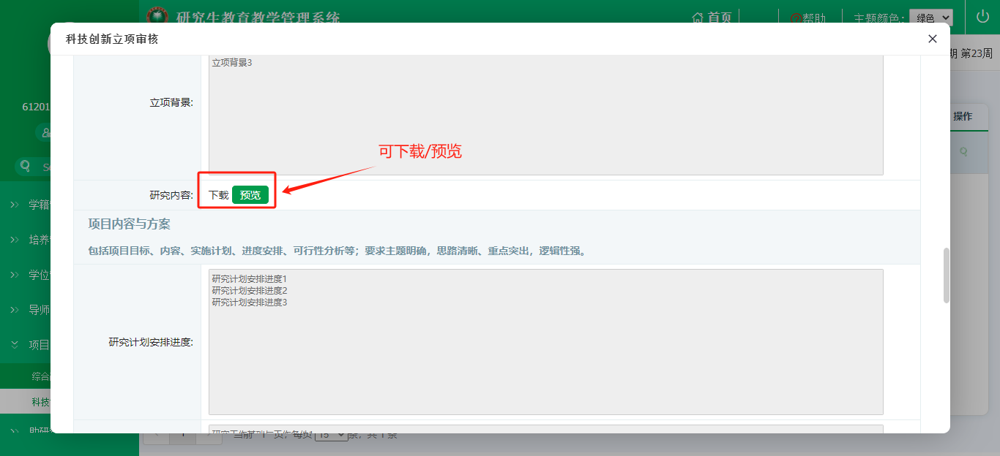 研究生教育教学管理系统
首页
帮助
主题颜色:
绿色
科技创新立项审核
期 第23周
立项背景3
立项背景:
操作
61201
可下载/预览
研究内容:
下载
预览
学籍
项目内容与方案
培养
包括项目目标、内容、实施计划、进度安排、可行性分析等；要求主题明确，思路清晰、重点突出，逻辑性强。
学位
研究计划安排进度1
研究计划安排进度2
研究计划安排进度3
导师
研究计划安排进度:
项目
综合
科技
助研
15
条，共 1 条